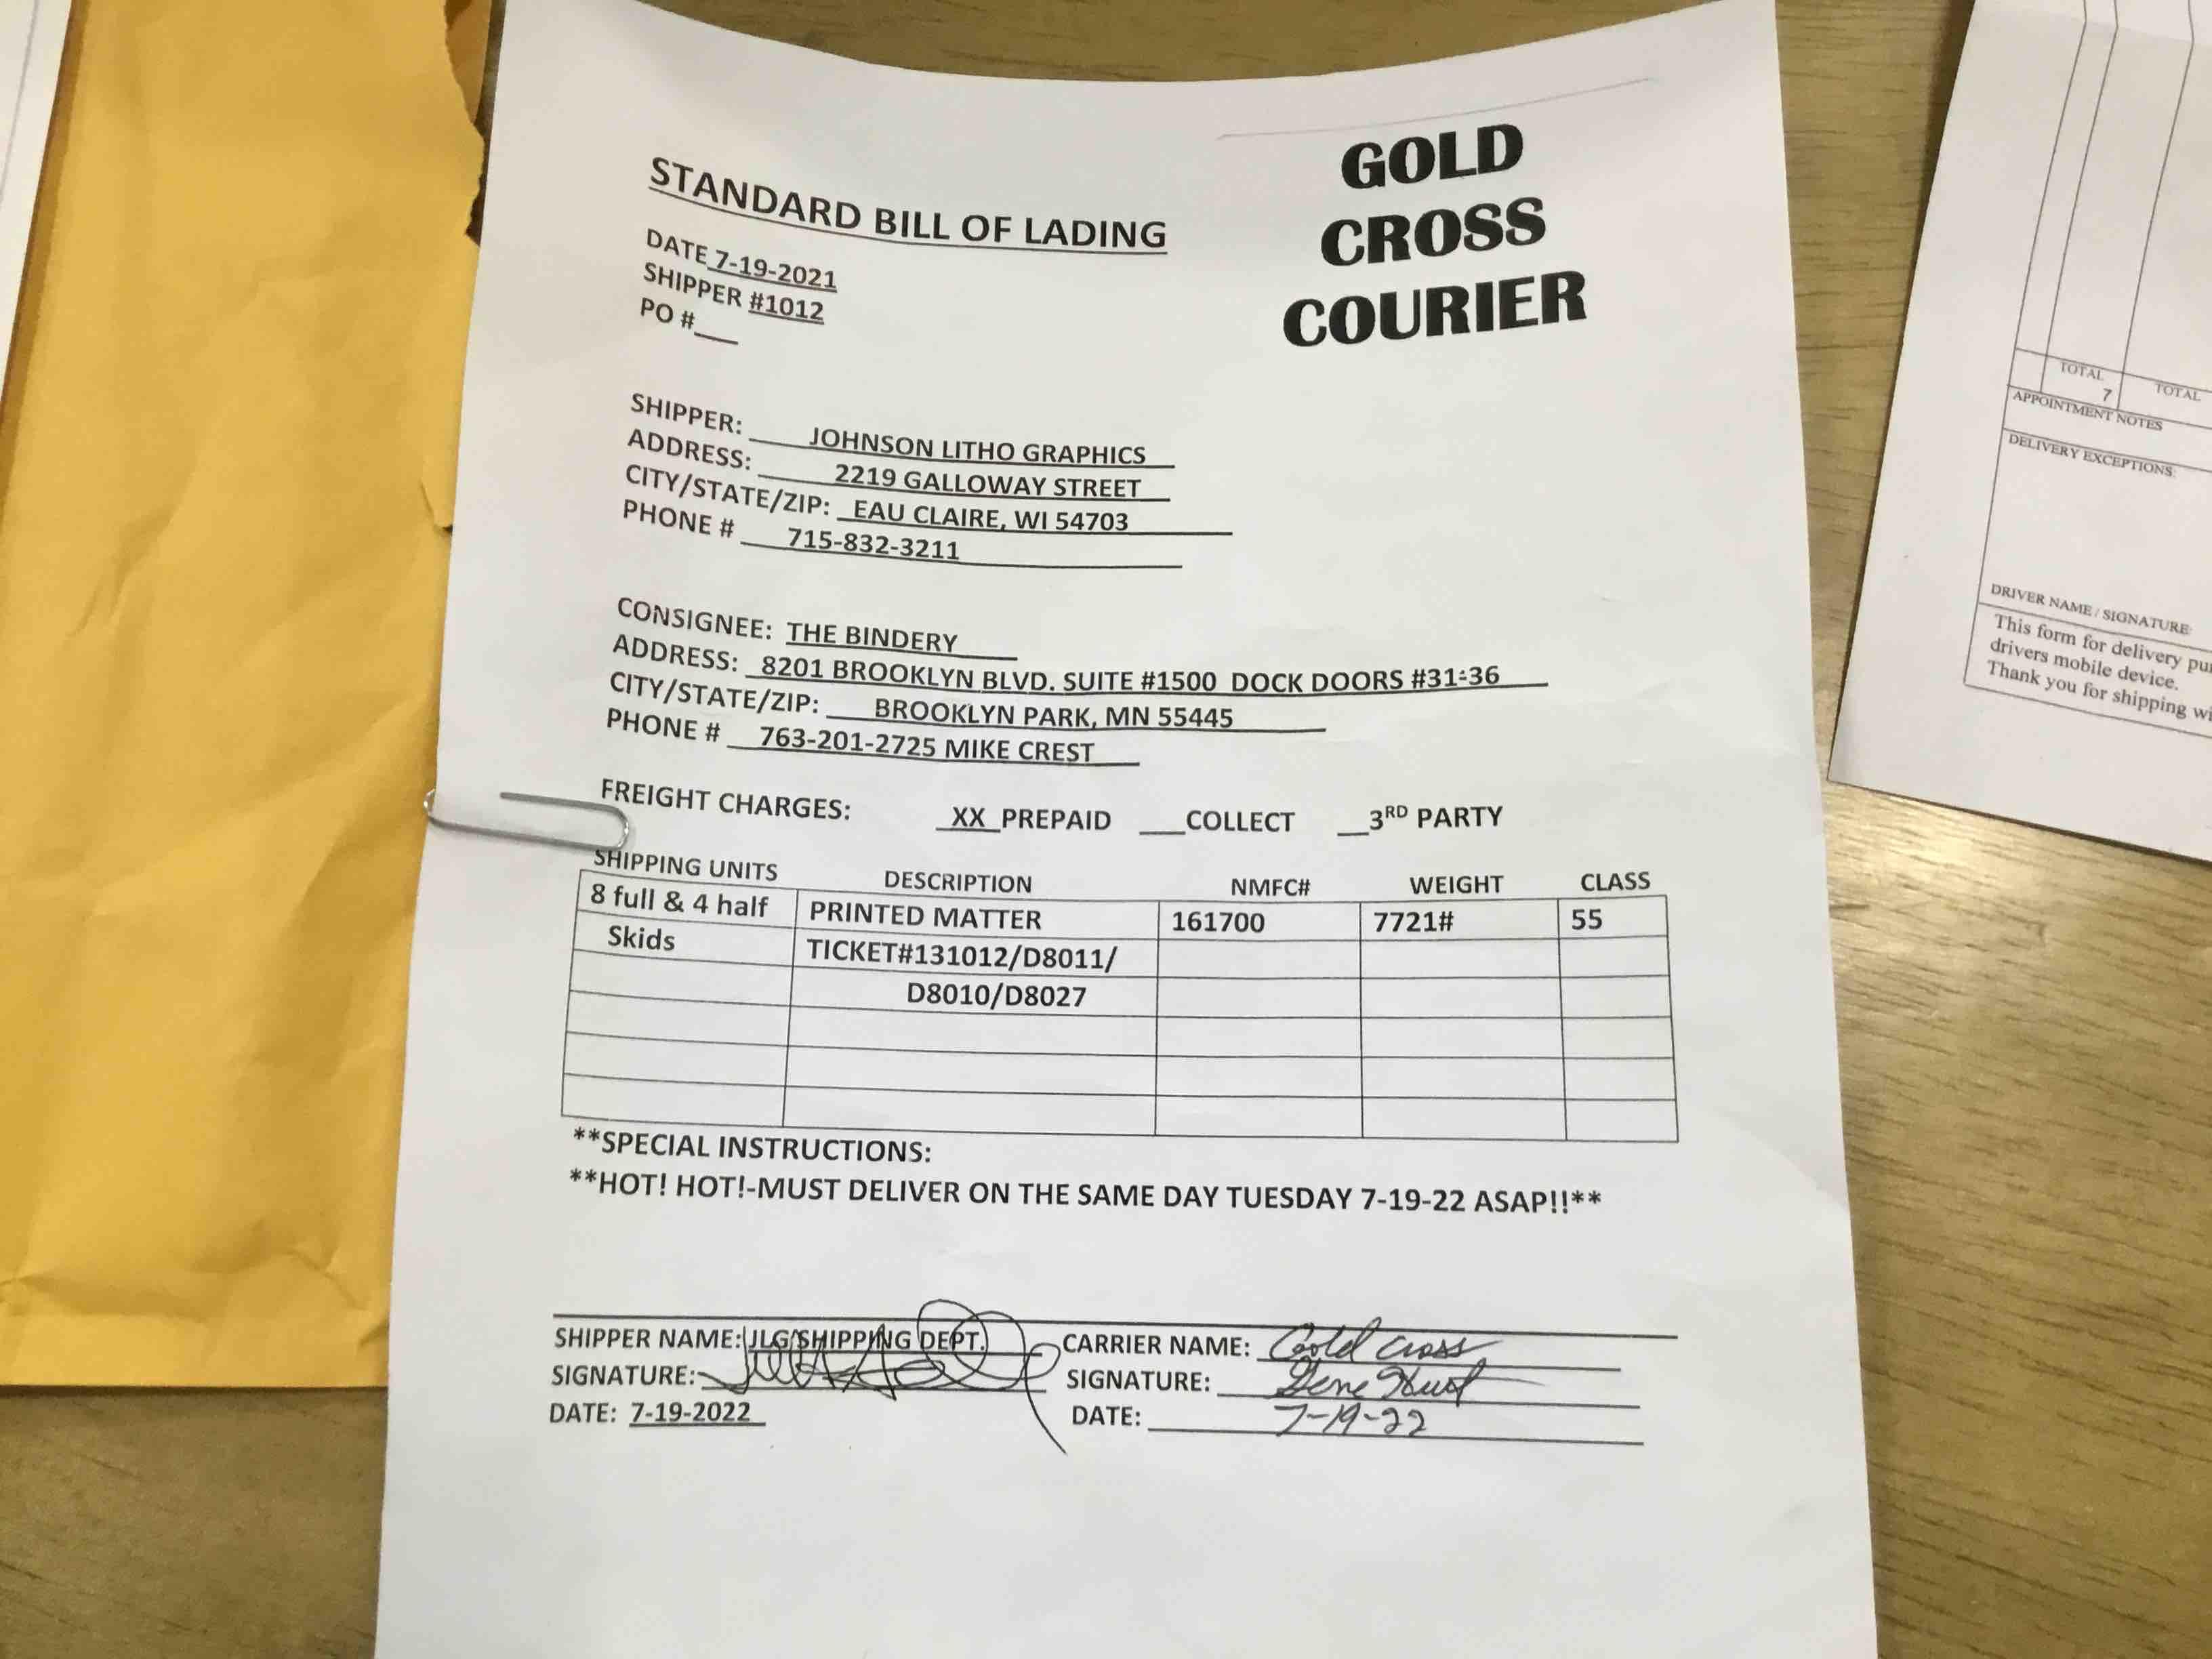 STANDARD BILL OF LADING
GOLD
CROSS
COURIER
DATE 7-19-2021
SHIPPER #1012
PO #___
SHIPPER: JOHNSON LITHO GRAPHICS
ADDRESS: 2219 GALLOWAY STREET
CITY/STATE/ZIP: EAU CLAIRE, WI 54703
PHONE # 715-832-3211
CONSIGNEE: THE BINDERY
ADDRESS: 8201 BROOKLYN BLVD. SUITE #1500 DOCK DOORS #31-36
CITY/STATE/ZIP: BROOKLYN PARK, MN 55445
PHONE # 763-201-2725 MIKE CREST
FREIGHT CHARGES: XX PREPAID ___COLLECT __3RD PARTY
SHIPPING UNITS DESCRIPTION NMFC# WEIGHT CLASS
8 full & 4 half PRINTED MATTER 161700 7721# 55
Skids TICKET#131012/D8011/
D8010/D8027
**SPECIAL INSTRUCTIONS:
**HOT! HOT!-MUST DELIVER ON THE SAME DAY TUESDAY 7-19-22 ASAP!!**
SHIPPER NAME: JLG SHIPPING DEPT. CARRIER NAME: Gold Cross
SIGNATURE: SIGNATURE: Gene
DATE: 7-19-2022 DATE: 7-19-22
TOTAL TOTAL
7
APPOINTMENT NOTES
DELIVERY EXCEPTIONS:
DRIVER NAME / SIGNATURE:
This form for delivery
drivers mobile device.
Thank you for shipping